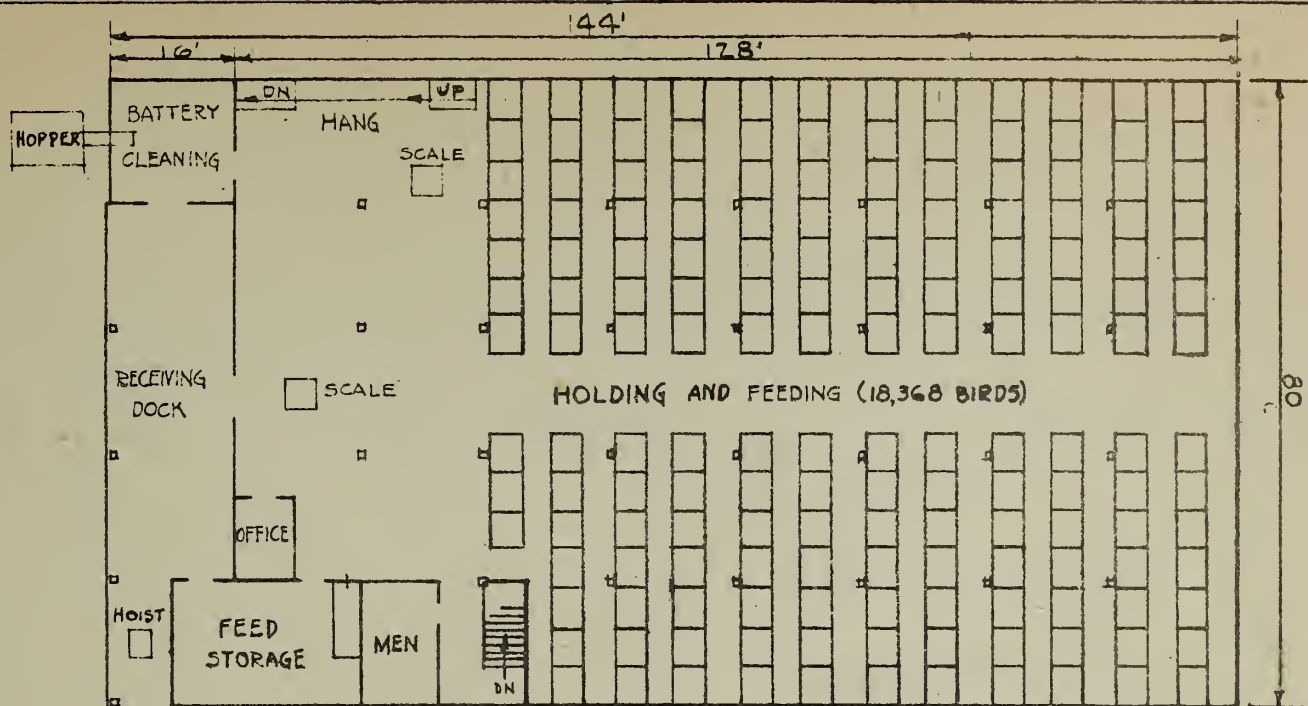 144'
16'
128'
DN
UP
BATTERY
CLEANING
HOPPER
HANG
SCALE
RECEIVING
DOCK
SCALE
HOLDING AND FEEDING (18,368 BIRDS)
80'
OFFICE
HOIST
FEED
STORAGE
MEN
DN